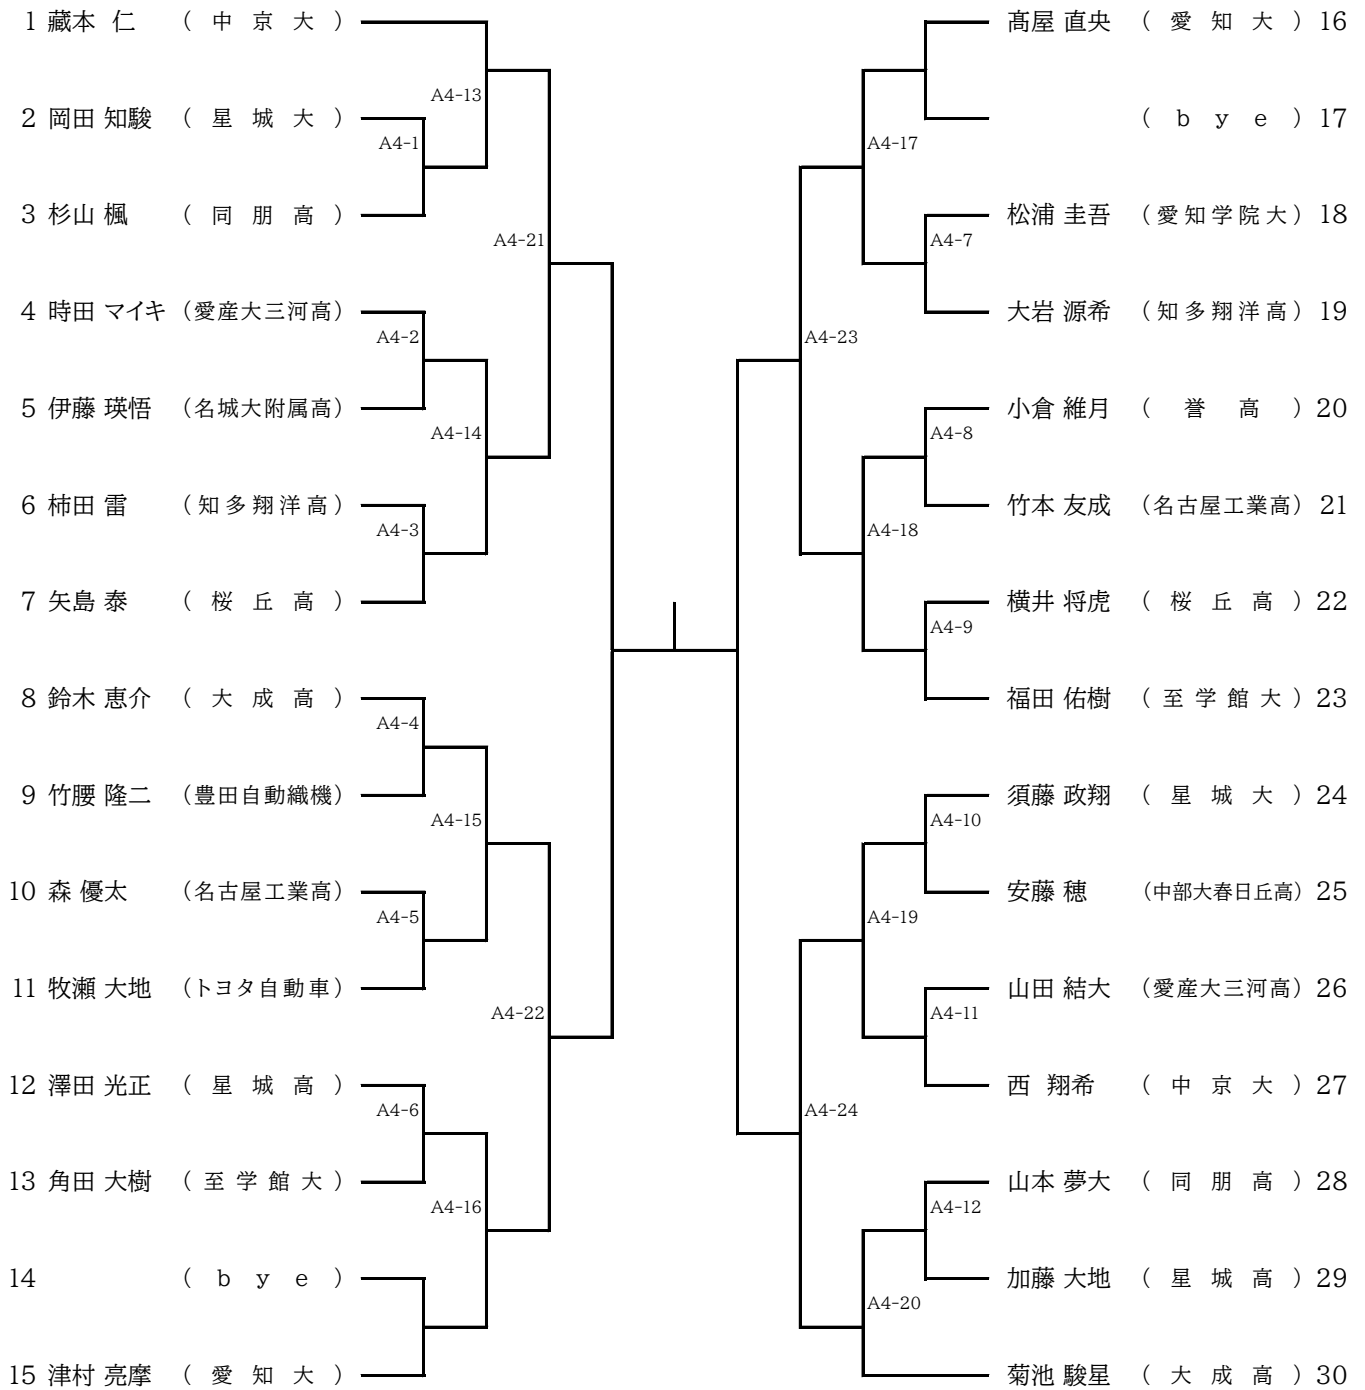 1 藏本 仁 (中京大)
A4-13
2 岡田 知駿 (星城大)
A4-1
3 杉山 楓 (同朋高)
A4-21
4 時田 マイキ (愛産大三河高)
A4-2
5 伊藤 瑛悟 (名城大附属高)
A4-14
6 柿田 雷 (知多翔洋高)
A4-3
7 矢島 泰 (桜丘高)
8 鈴木 恵介 (大成高)
A4-4
9 竹腰 隆二 (豊田自動織機)
A4-15
10 森 優太 (名古屋工業高)
A4-5
11 牧瀬 大地 (トヨタ自動車)
A4-22
12 澤田 光正 (星城高)
A4-6
13 角田 大樹 (至学館大)
A4-16
14 (bye)
15 津村 亮摩 (愛知大)
髙屋 直央 (愛知大) 16
(bye) 17
A4-17
松浦 圭吾 (愛知学院大) 18
A4-7
大岩 源希 (知多翔洋高) 19
A4-23
小倉 維月 (誉高) 20
A4-8
竹本 友成 (名古屋工業高) 21
A4-18
横井 将虎 (桜丘高) 22
A4-9
福田 佑樹 (至学館大) 23
須藤 政翔 (星城大) 24
A4-10
安藤 穂 (中部大春日丘高) 25
A4-19
山田 結大 (愛産大三河高) 26
A4-11
西 翔希 (中京大) 27
A4-24
山本 夢大 (同朋高) 28
A4-12
加藤 大地 (星城高) 29
A4-20
菊池 駿星 (大成高) 30